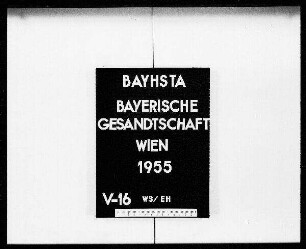 BAYHSTA
BAYERISCHE
GESANDTSCHAFT
WIEN
1955
V-16 WS/EH